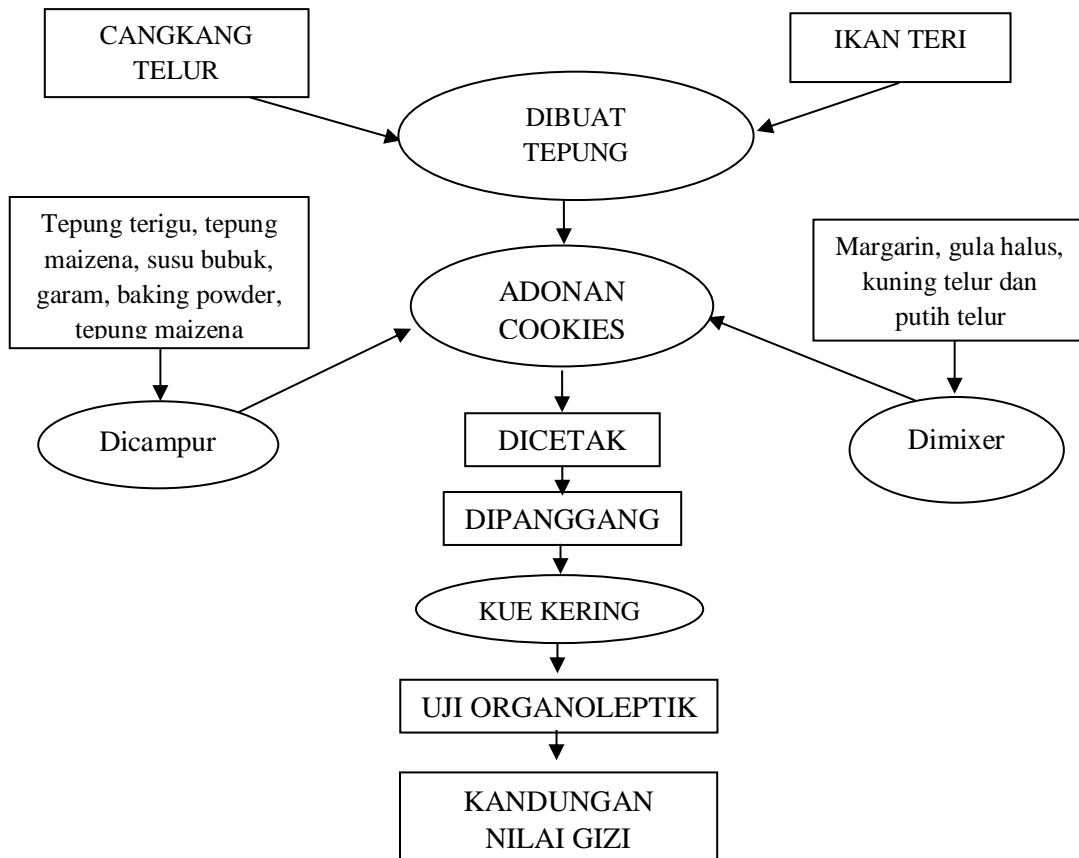 CANGKANG
TELUR
IKAN TERI
DIBUAT
TEPUNG
Tepung terigu, tepung
maizena, susu bubuk,
garam, baking powder,
tepung maizena
Margarin, gula halus,
kuning telur dan
putih telur
ADONAN
COOKIES
Dicampur
Dimixer
DICETAK
DIPANGGANG
KUE KERING
UJI ORGANOLEPTIK
KANDUNGAN
NILAI GIZI